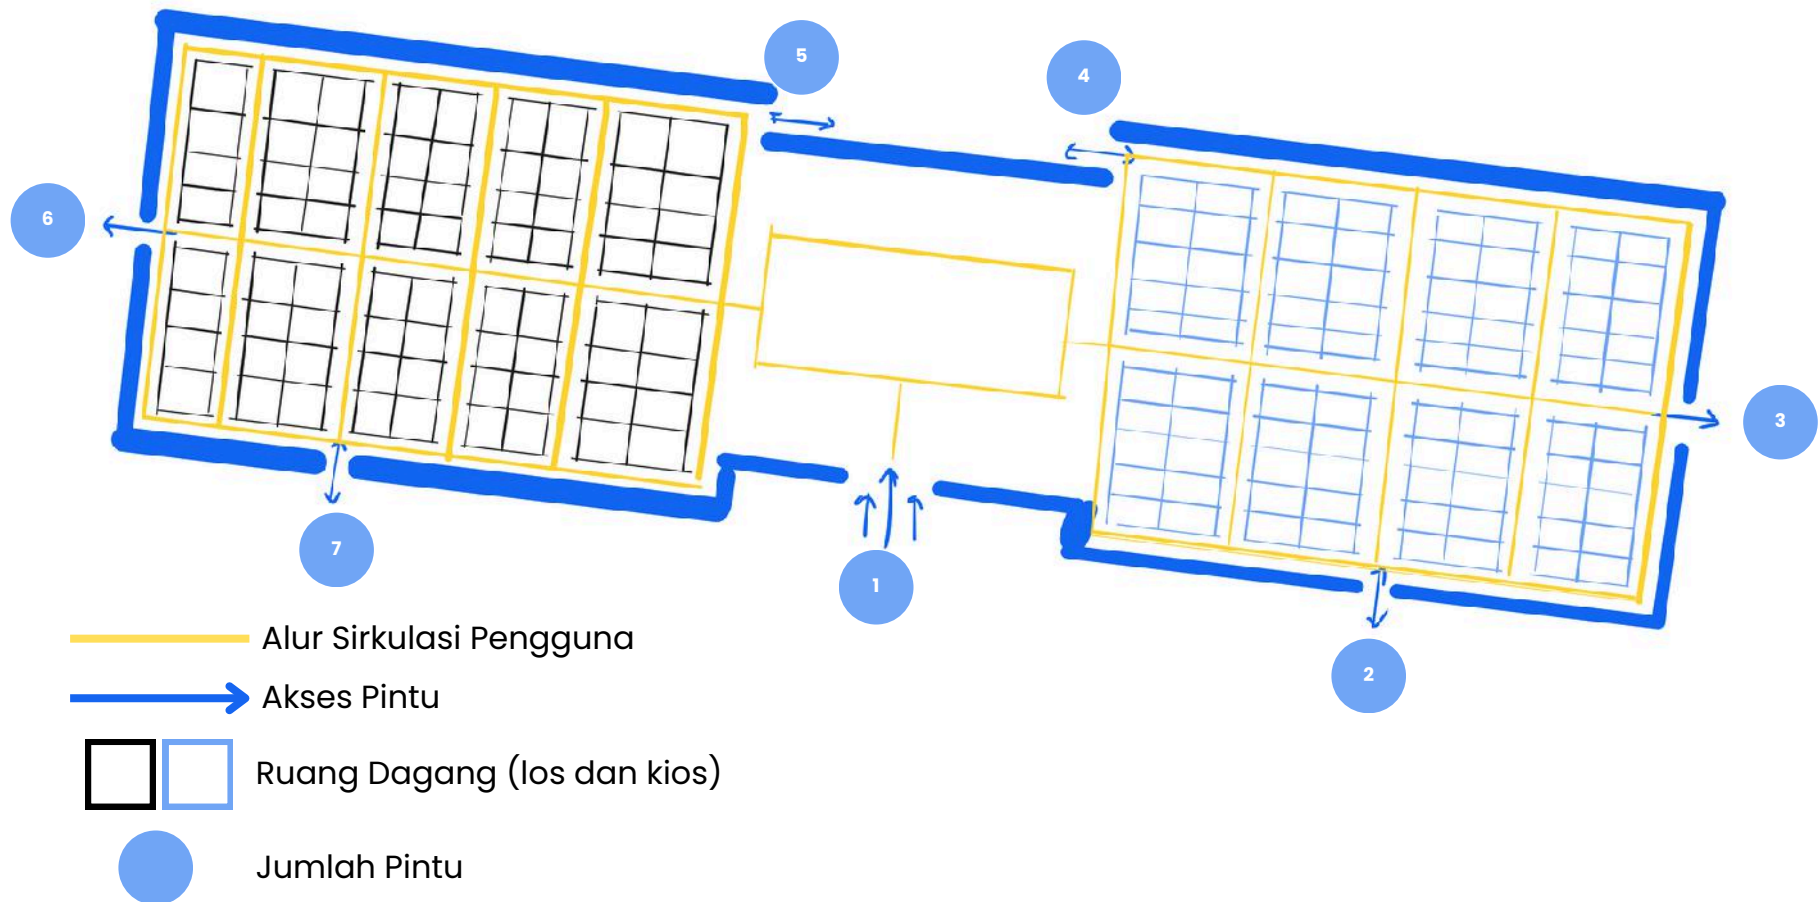 5
4
6
3
7
1
2
Alur Sirkulasi Pengguna
Akses Pintu
Ruang Dagang (los dan kios)
Jumlah Pintu